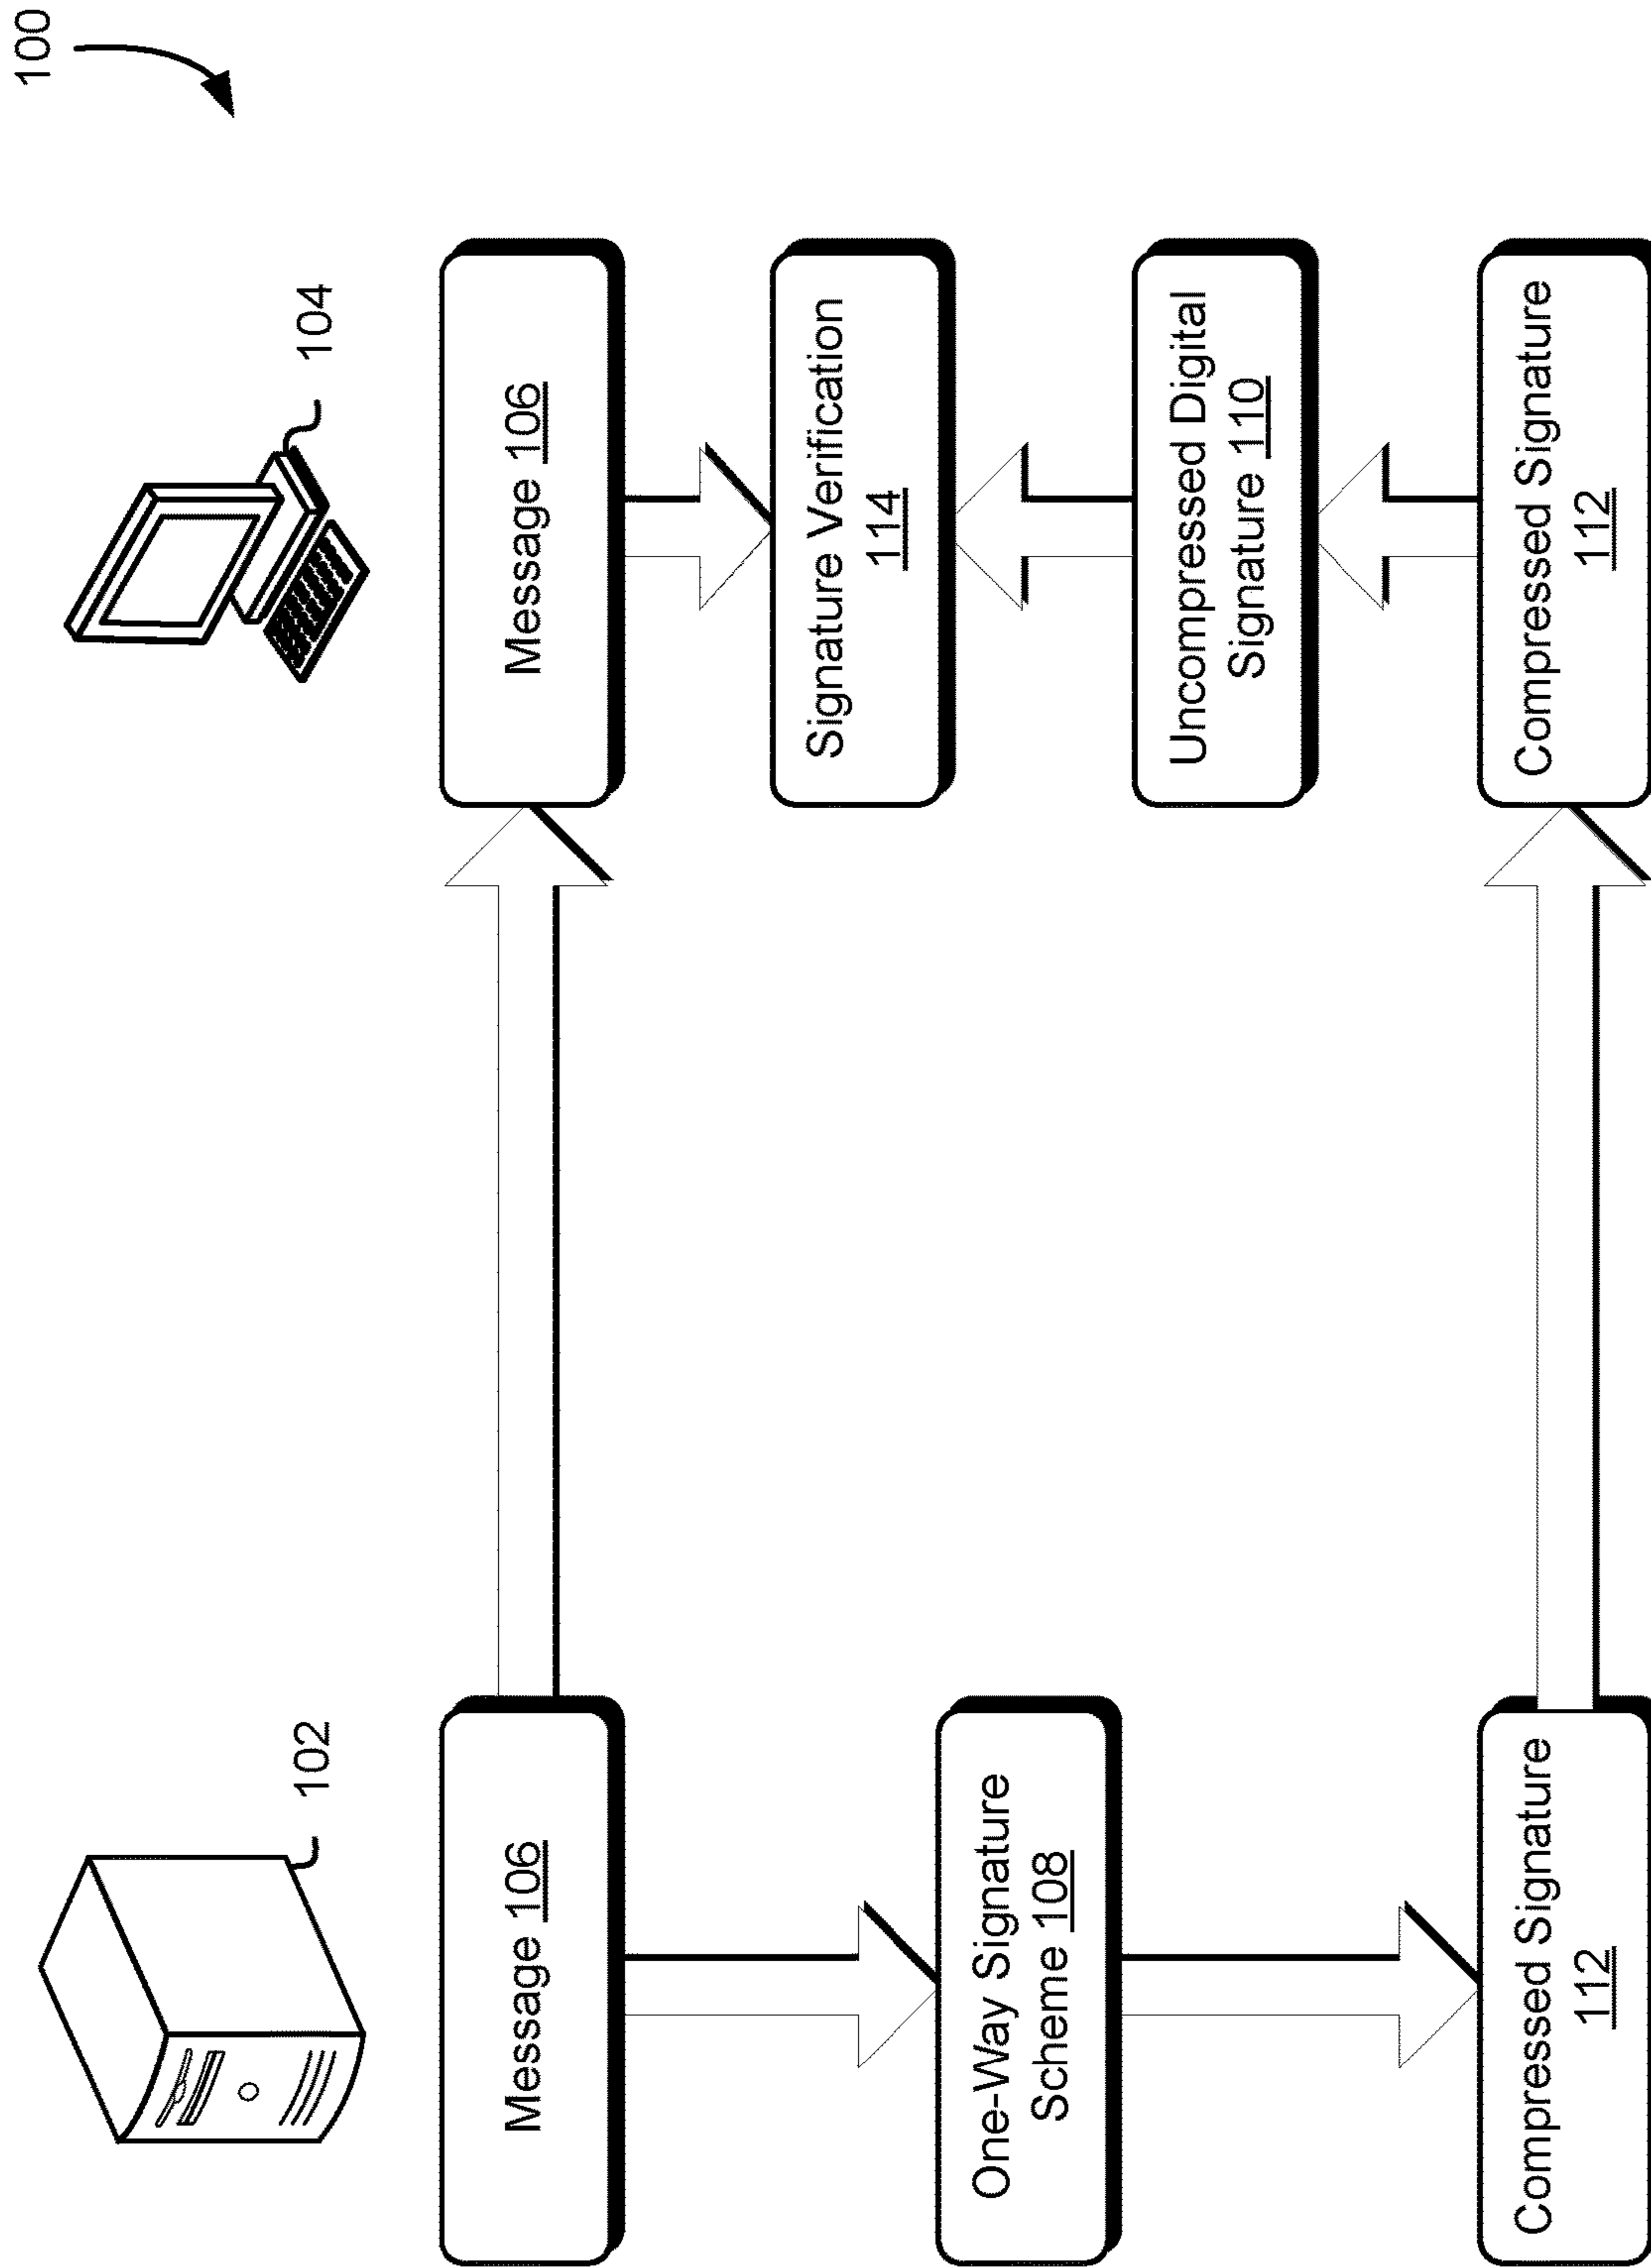 100
102
104
Message 106
One-Way Signature
Scheme 108
Compressed Signature
112
Message 106
Signature Verification
114
Uncompressed Digital
Signature 110
Compressed Signature
112